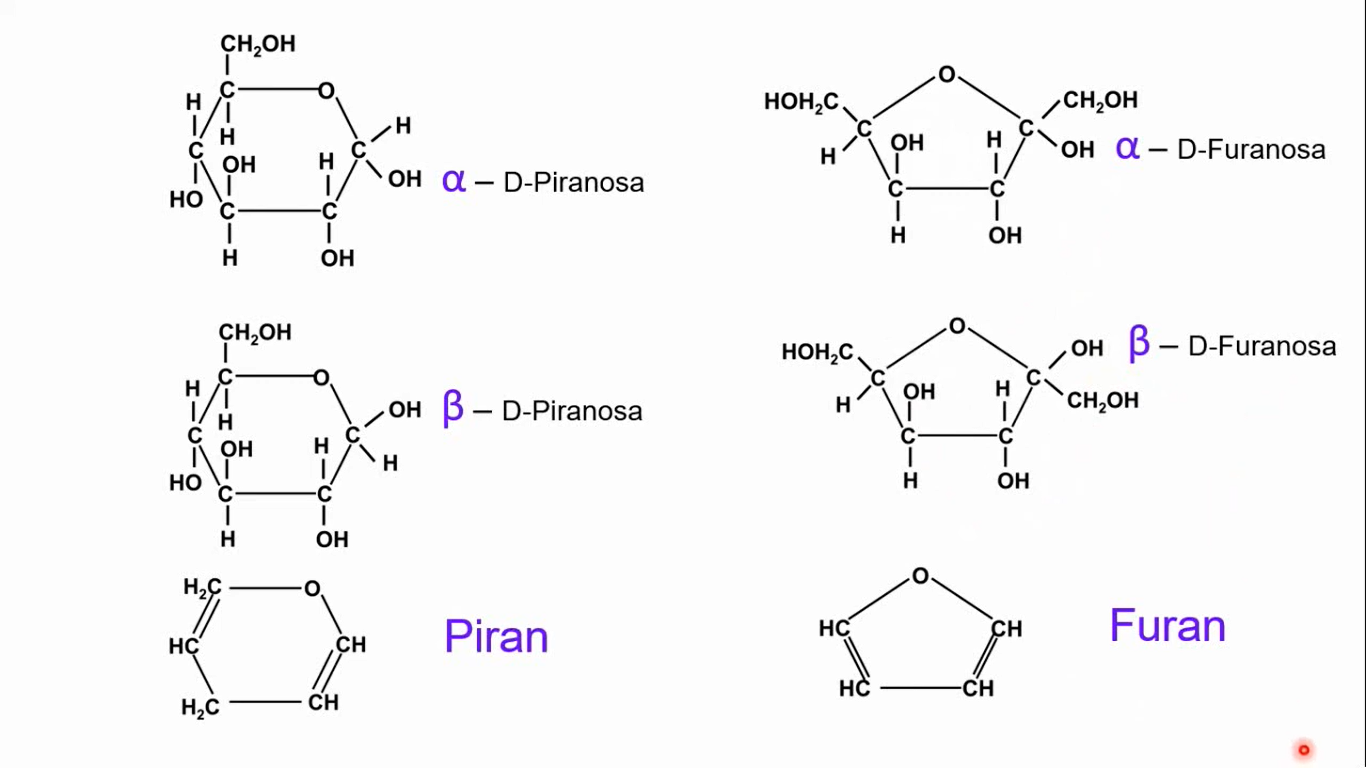 CH₂OH
C O
H
H H
C C
OH H OH α – D-Piranosa
HO
C C
H OH
O
HOH₂C CH₂OH
C C
H OH H OH α – D-Furanosa
C C
H OH
CH₂OH
C O
H
H OH β – D-Piranosa
C C
OH H H
HO
C C
H OH
O
HOH₂C OH β – D-Furanosa
C C
H OH H CH₂OH
C C
H OH
H₂C O
HC CH Piran
H₂C CH
O
HC CH Furan
HC CH